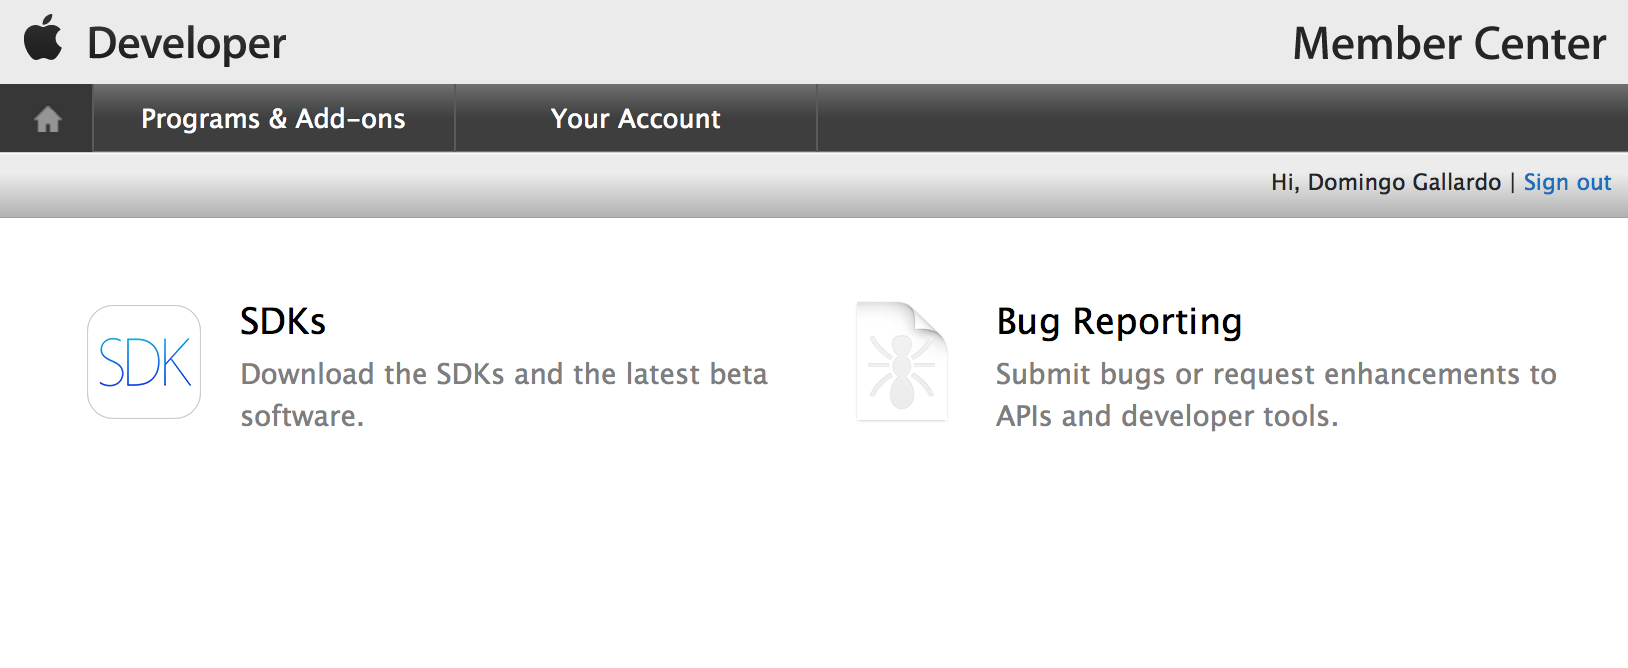 Developer
Member Center
Programs & Add-ons
Your Account
Hi, Domingo Gallardo | Sign out
SDK
SDKs
Download the SDKs and the latest beta
software.
Bug Reporting
Submit bugs or request enhancements to
APIs and developer tools.